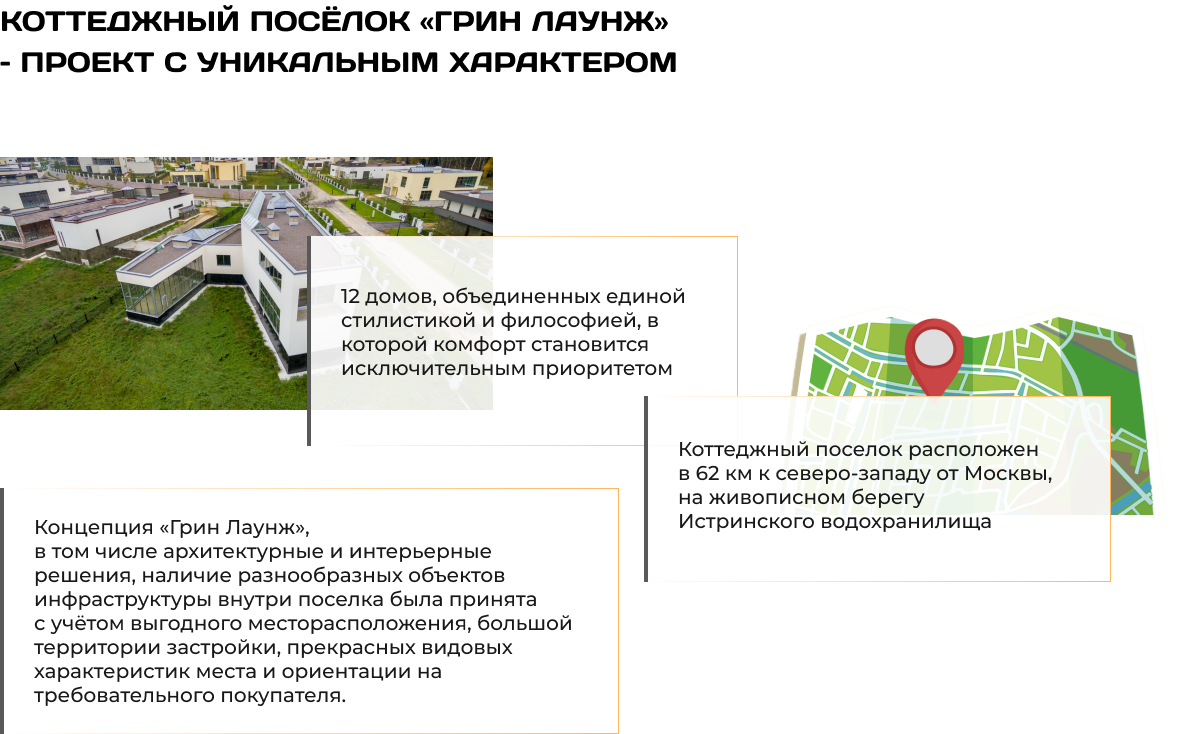 КОТТЕДЖНЫЙ ПОСЁЛОК «ГРИН ЛАУНЖ»
- ПРОЕКТ С УНИКАЛЬНЫМ ХАРАКТЕРОМ
12 домов, объединенных единой
стилистикой и философией, в
которой комфорт становится
исключительным приоритетом
Коттеджный поселок расположен
в 62 км к северо-западу от Москвы,
на живописном берегу
Истринского водохранилища
Концепция «Грин Лаунж»,
в том числе архитектурные и интерьерные
решения, наличие разнообразных объектов
инфраструктуры внутри поселка была принята
с учётом выгодного месторасположения, большой
территории застройки, прекрасных видовых
характеристик места и ориентации на
требовательного покупателя.